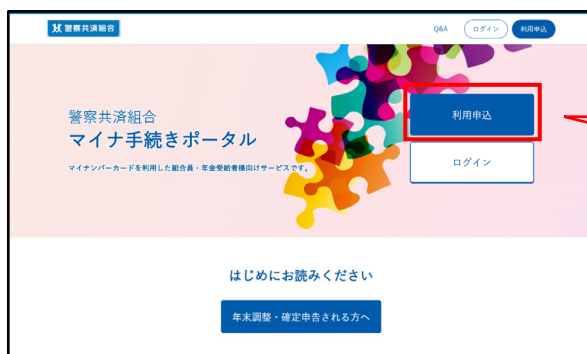 警察共済組合
Q&A
ログイン
利用申込
警察共済組合
マイナ手続きポータル
マイナンバーカードを利用した組合員・年金受給者様向けサービスです。
利用申込
ログイン
はじめにお読みください
年末調整・確定申告される方へ